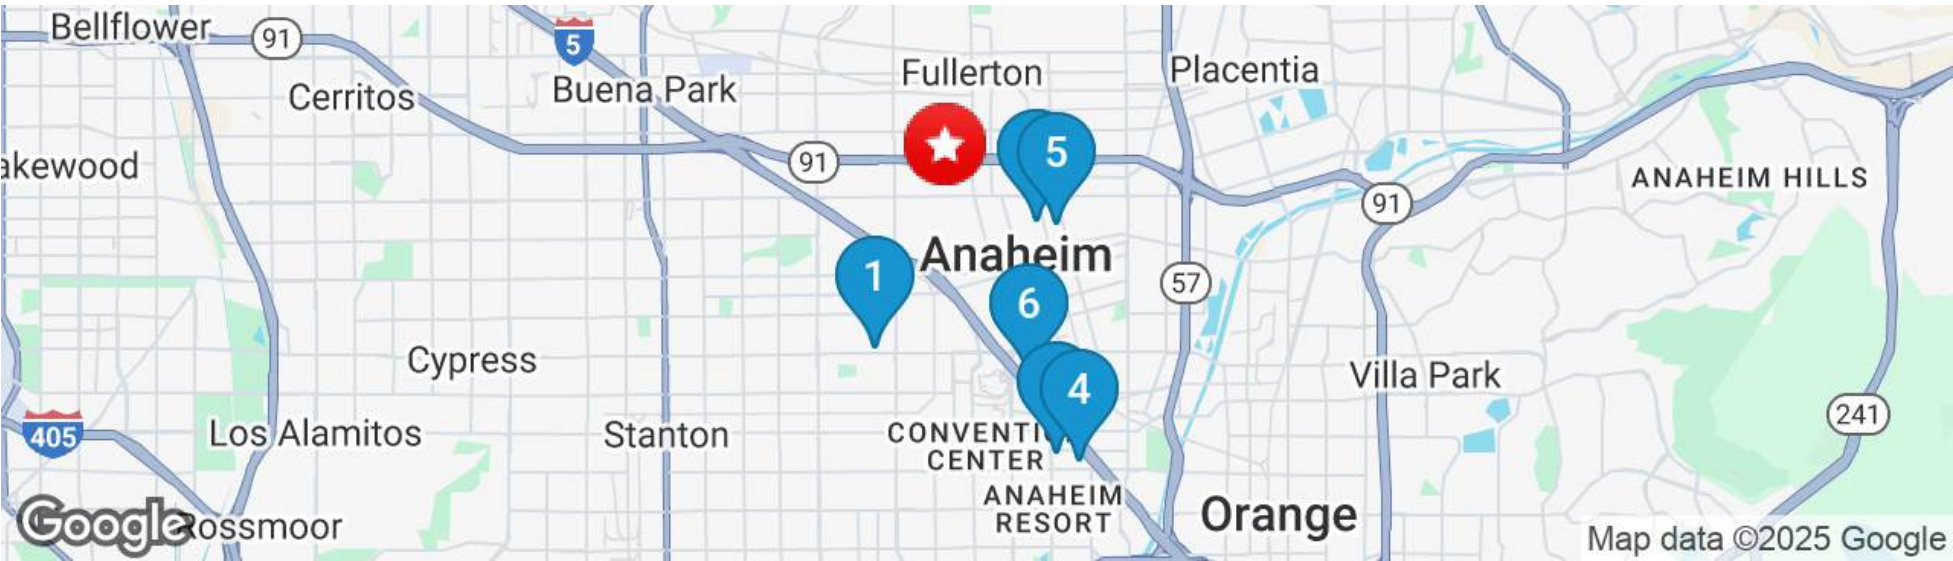 Bellflower
91
5
Fullerton
Placentia
Cerritos
Buena Park
91
5
akewood
ANAHEIM HILLS
91
Anaheim
1
57
6
Cypress
Villa Park
4
241
405
Los Alamitos
Stanton
CONVENTI
CENTER
ANAHEIM
RESORT
Orange
Google
Rossmoor
Map data ©2025 Google